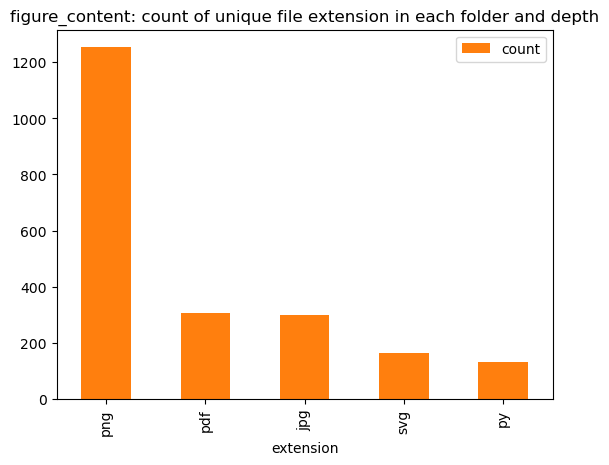 figure_content: count of unique file extension in each folder and depth
count
1200
1000
800
600
400
200
0
png
pdf
jpg
svg
py
extension